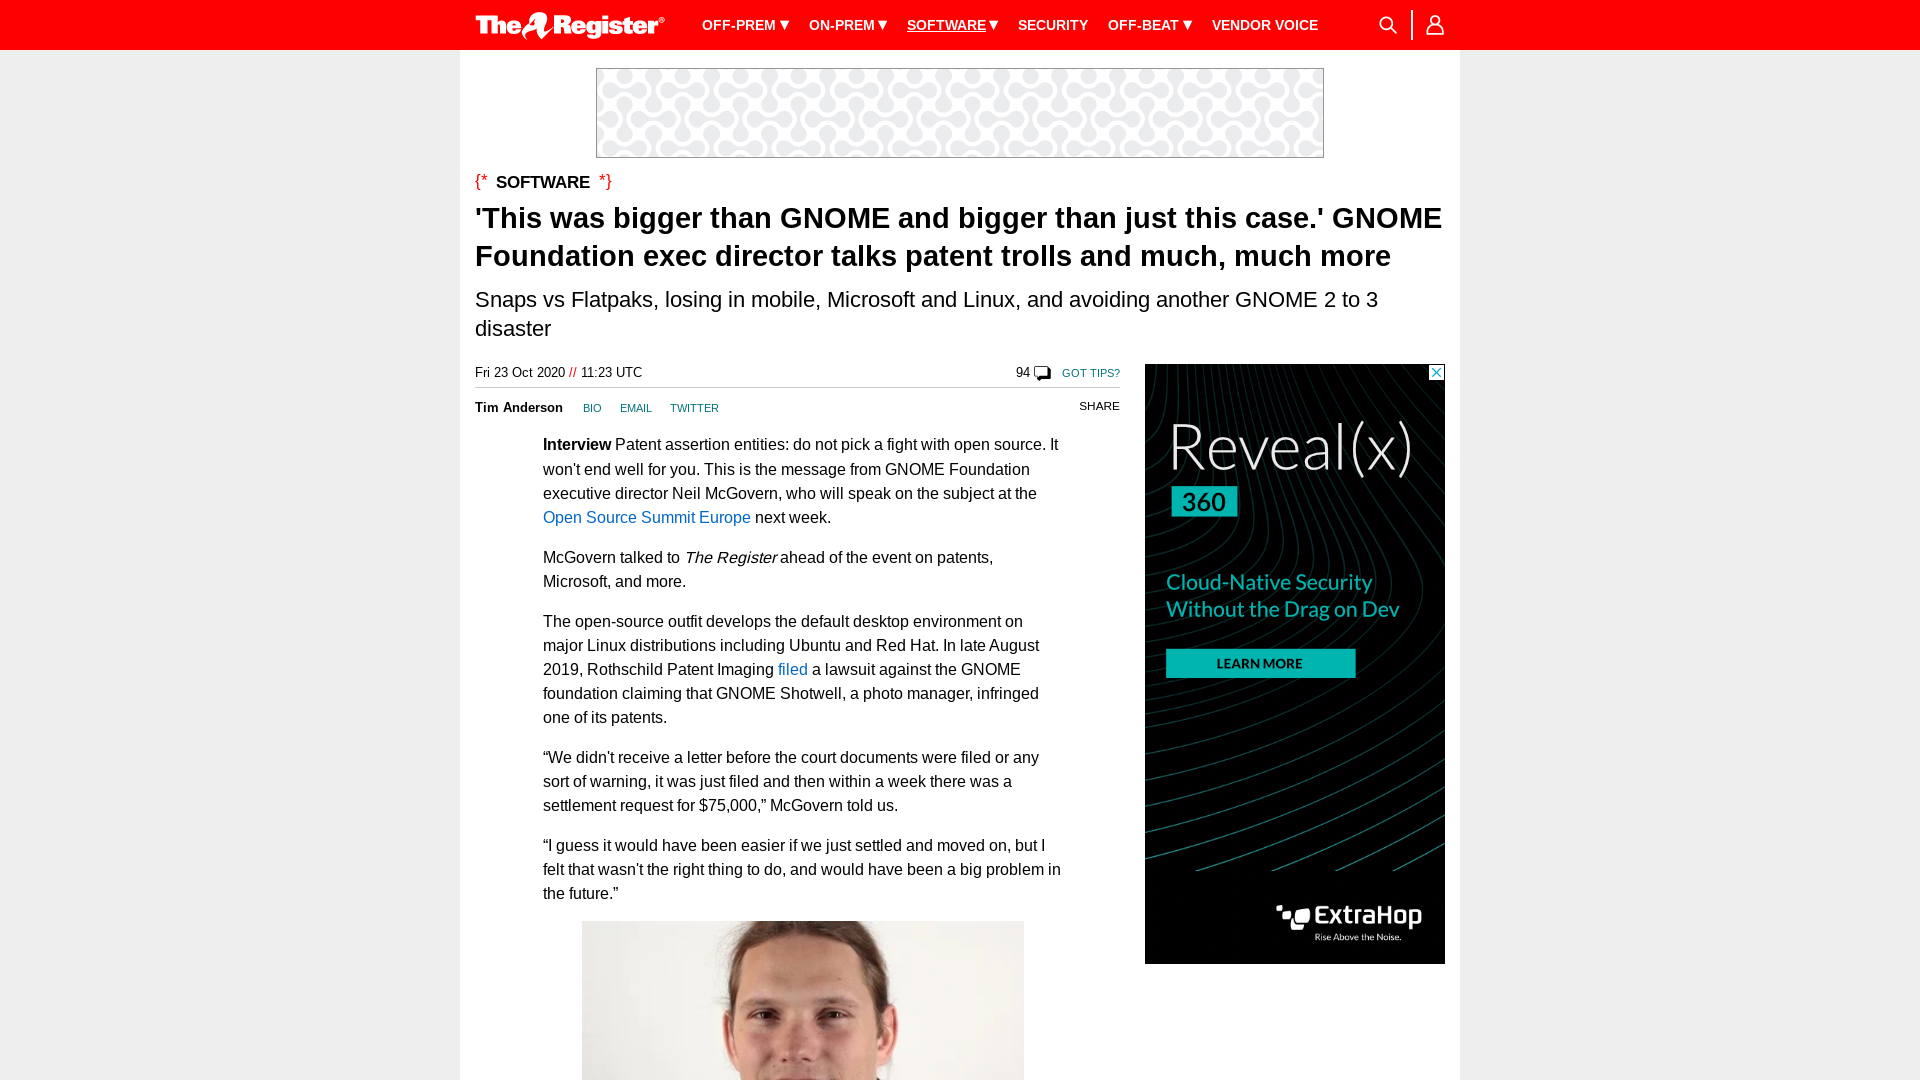 The Register®
OFF-PREM ▼ ON-PREM ▼ SOFTWARE ▼ SECURITY OFF-BEAT ▼ VENDOR VOICE
{* SOFTWARE *}
'This was bigger than GNOME and bigger than just this case.' GNOME
Foundation exec director talks patent trolls and much, much more
Snaps vs Flatpaks, losing in mobile, Microsoft and Linux, and avoiding another GNOME 2 to 3
disaster
Fri 23 Oct 2020 // 11:23 UTC
94 GOT TIPS?
Tim Anderson BIO EMAIL TWITTER
SHARE
Interview Patent assertion entities: do not pick a fight with open source. It
won't end well for you. This is the message from GNOME Foundation
executive director Neil McGovern, who will speak on the subject at the
Open Source Summit Europe next week.
McGovern talked to The Register ahead of the event on patents,
Microsoft, and more.
The open-source outfit develops the default desktop environment on
major Linux distributions including Ubuntu and Red Hat. In late August
2019, Rothschild Patent Imaging filed a lawsuit against the GNOME
foundation claiming that GNOME Shotwell, a photo manager, infringed
one of its patents.
“We didn't receive a letter before the court documents were filed or any
sort of warning, it was just filed and then within a week there was a
settlement request for $75,000,” McGovern told us.
“I guess it would have been easier if we just settled and moved on, but I
felt that wasn't the right thing to do, and would have been a big problem in
the future.”
Reveal(x)
360
Cloud-Native Security
Without the Drag on Dev
LEARN MORE
ExtraHop
Rise Above the Noise.